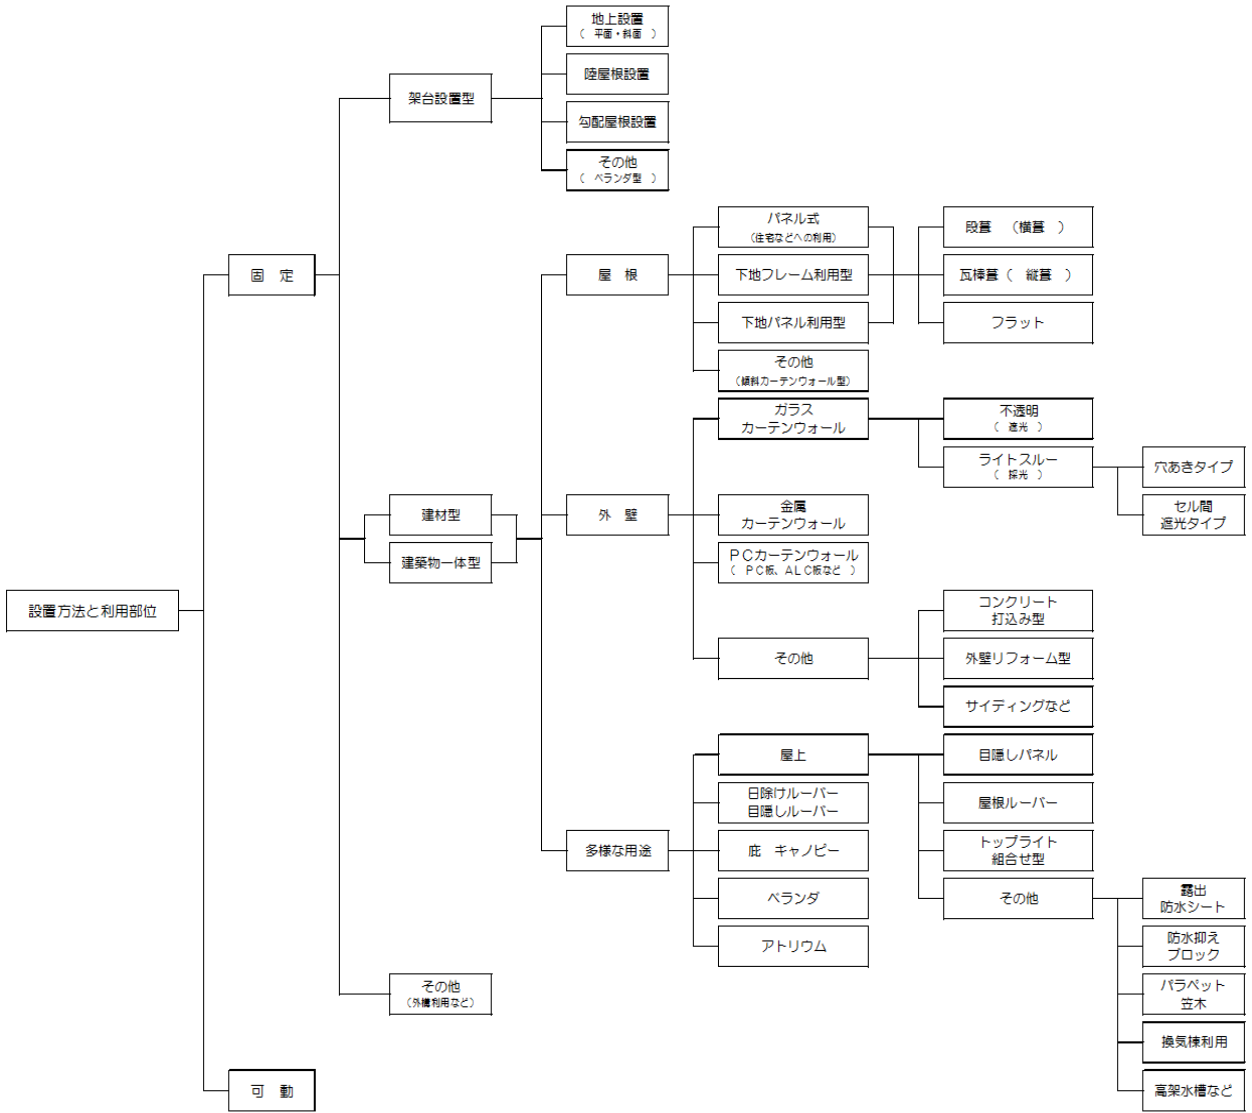 設置方法と利用部位
固　定
架台設置型
地上設置
（　平面・斜面　）
陸屋根設置
勾配屋根設置
その他
（　ベランダ型　）
建材型
建築物一体型
屋　根
パネル式
（住宅などへの利用）
下地フレーム利用型
下地パネル利用型
段葺　（横葺　）
瓦棒葺（　縦葺　）
フラット
その他
（傾斜カーテンウォール型）
外　壁
ガラス
カーテンウォール
不透明
（　遮光　）
ライトスルー
（　採光　）
穴あきタイプ
セル間
遮光タイプ
金属
カーテンウォール
ＰＣカーテンウォール
（　ＰＣ板、ＡＬＣ板など　）
その他
コンクリート
打込み型
外壁リフォーム型
サイディングなど
多様な用途
屋上
目隠しパネル
屋根ルーバー
トップライト
組合せ型
その他
露出
防水シート
防水抑え
ブロック
パラペット
笠木
換気棟利用
高架水槽など
日除けルーバー
目隠しルーバー
庇　キャノピー
ベランダ
アトリウム
その他
（外構利用など）
可　動